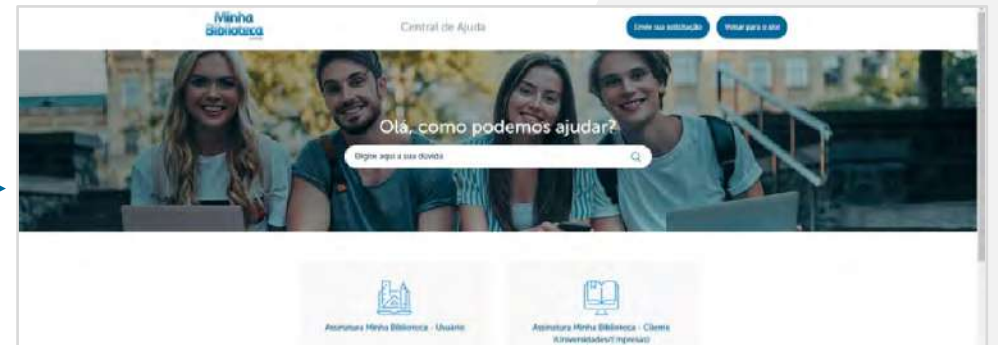 Minha
Biblioteca
Central de Ajuda
Envie sua solicitação
Voltar para o site
Olá, como podemos ajudar?
Digite aqui a sua dúvida
Assinatura Minha Biblioteca - Usuário
Assinatura Minha Biblioteca - Cliente
(Universidades/Empresas)